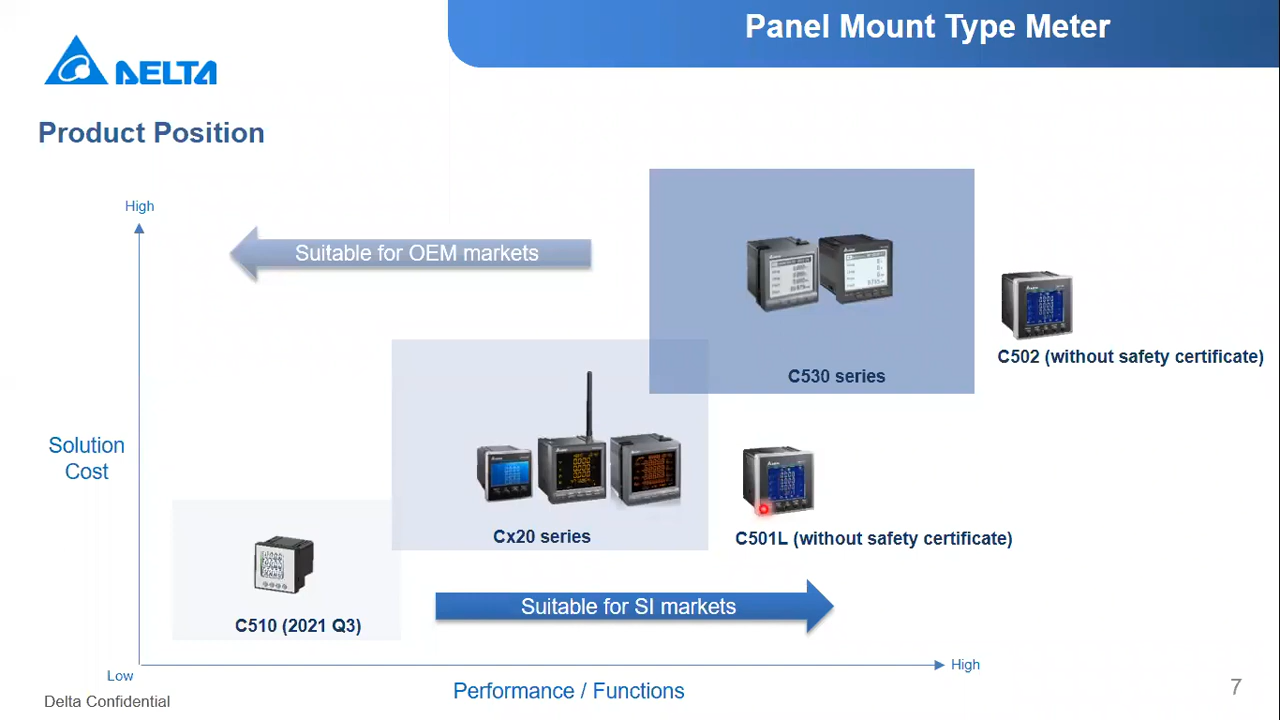 Panel Mount Type Meter
DELTA
Product Position
High
Suitable for OEM markets
C530 series
C502 (without safety certificate)
Solution
Cost
Cx20 series
C501L (without safety certificate)
Suitable for SI markets
C510 (2021 Q3)
High
Low
Performance / Functions
Delta Confidential
7